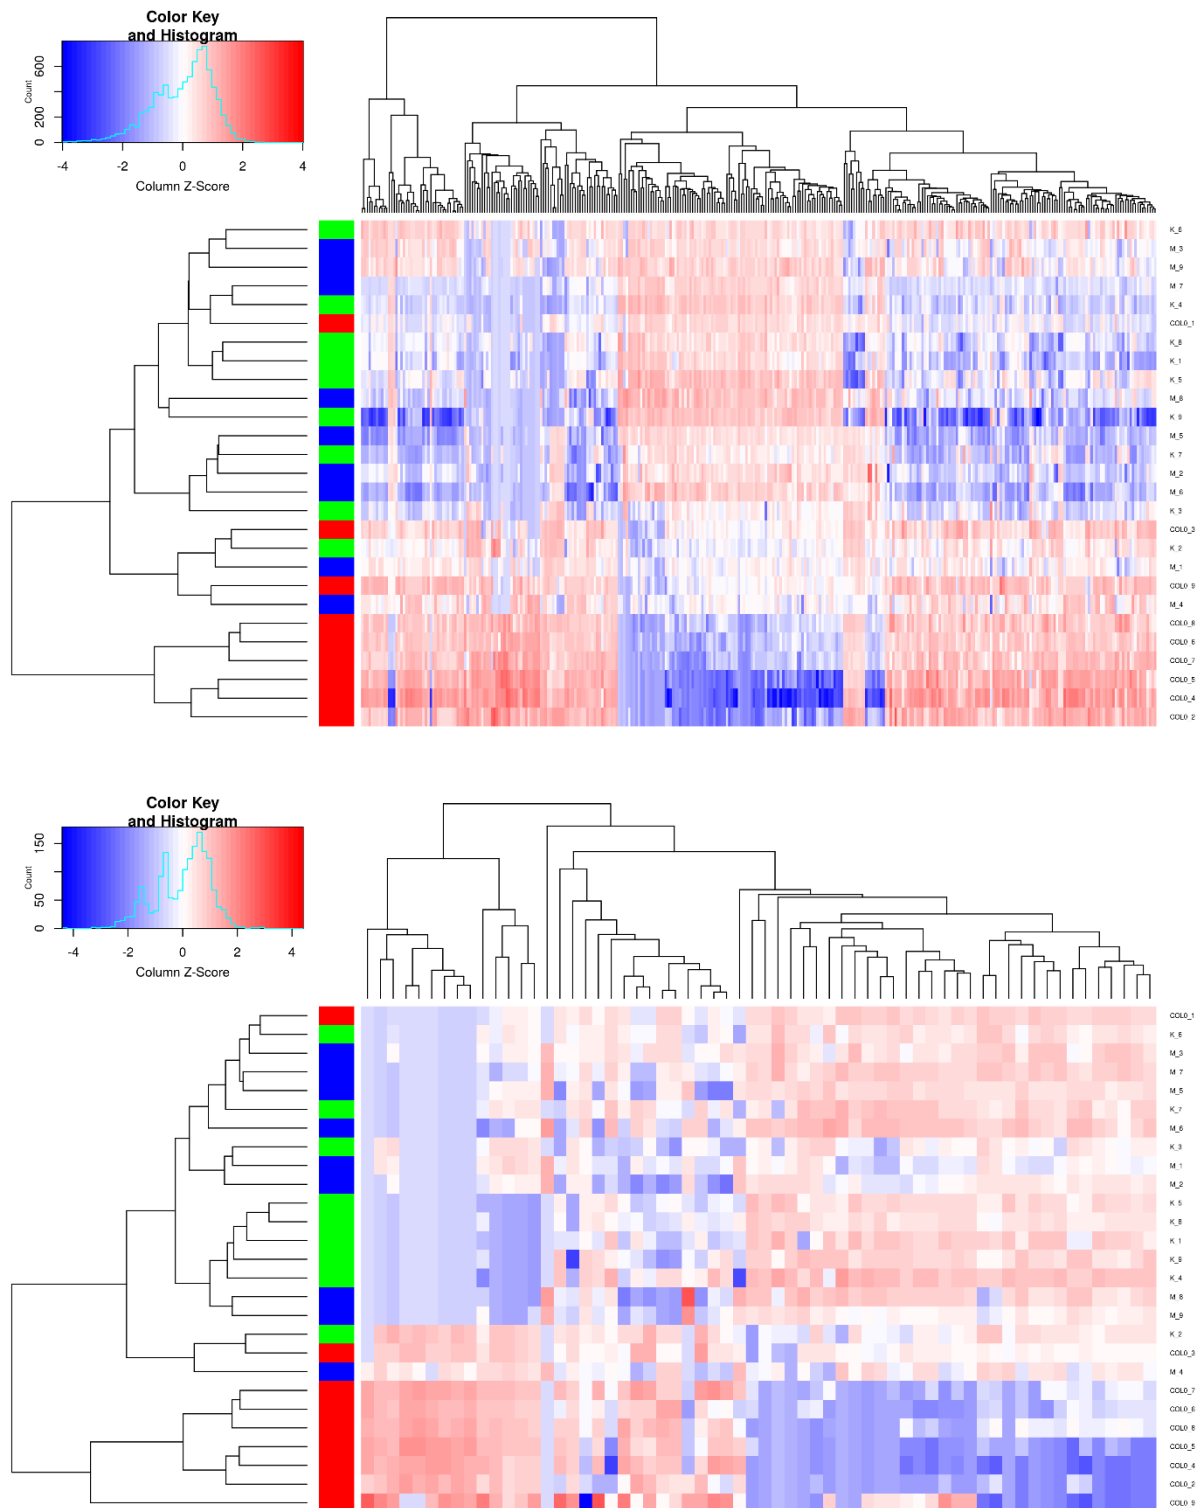 Color Key
and Histogram
Count
0 200 600
-4 -2 0 2 4
Column Z-Score
K_6
M_3
M_9
M_7
K_4
COL0_1
K_8
K_1
K_5
M_8
K_9
M_5
K_7
M_2
M_6
K_3
COL0_3
K_2
M_1
COL0_9
M_4
COL0_8
COL0_6
COL0_7
COL0_5
COL0_4
COL0_2
Color Key
and Histogram
Count
0 50 150
-4 -2 0 2 4
Column Z-Score
COL0_1
K_6
M_3
M_7
M_5
K_7
M_6
K_3
M_1
M_2
K_5
K_8
K_1
K_9
K_4
M_8
M_9
K_2
COL0_3
M_4
COL0_7
COL0_6
COL0_8
COL0_5
COL0_4
COL0_2
COL0_9